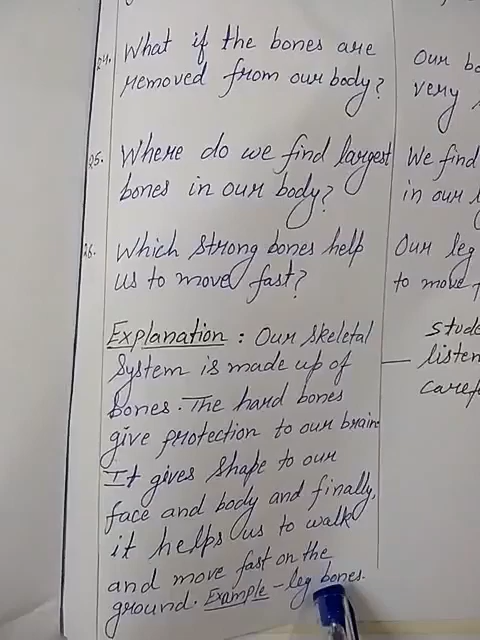 24. What if the bones are
removed from our body?
Our
very
25. Where do we find largest
bones in our body?
We find
in our
26. Which strong bones help
us to move fast?
Our leg
to move
Explanation : Our skeletal
system is made up of
bones. The hard bones
give protection to our brain
It gives shape to our
face and body and finally,
it helps us to walk
and move fast on the
ground. Example - leg bones.
— listen